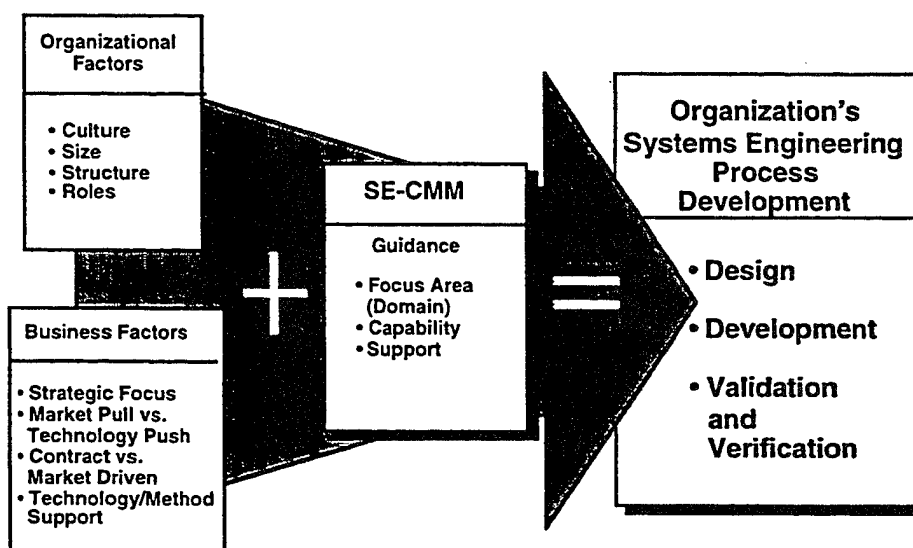 Organizational
Factors
• Culture
• Size
• Structure
• Roles
Business Factors
• Strategic Focus
• Market Pull vs.
Technology Push
• Contract vs.
Market Driven
• Technology/Method
Support
+
SE-CMM
Guidance
• Focus Area
(Domain)
• Capability
• Support
=
Organization's
Systems Engineering
Process
Development
• Design
• Development
• Validation
and
Verification